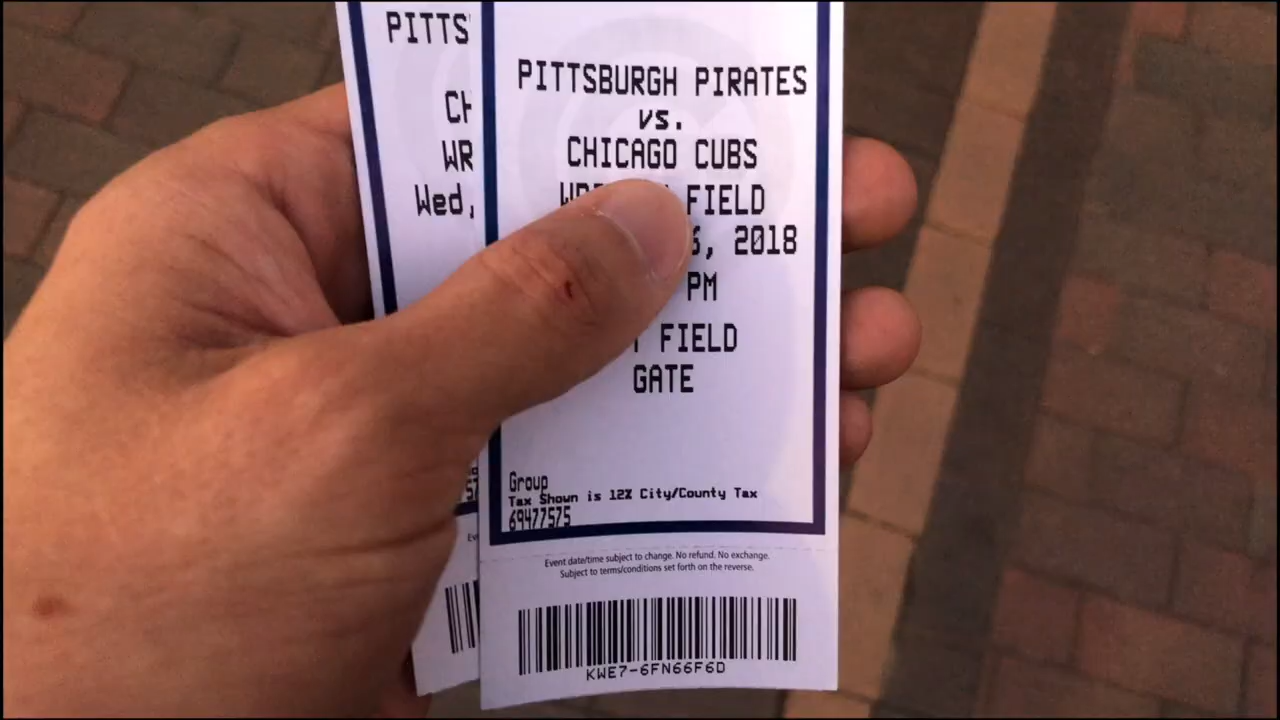 PITTS
CH
WR
Wed,
PITTSBURGH PIRATES
vs.
CHICAGO CUBS
FIELD
6, 2018
PM
FIELD
GATE
Group
Tax Shown is 12% City/County Tax
69477575
Event date/time subject to change. No refund. No exchange.
Subject to terms/conditions set forth on the reverse.
KWE7-6FN66F6D